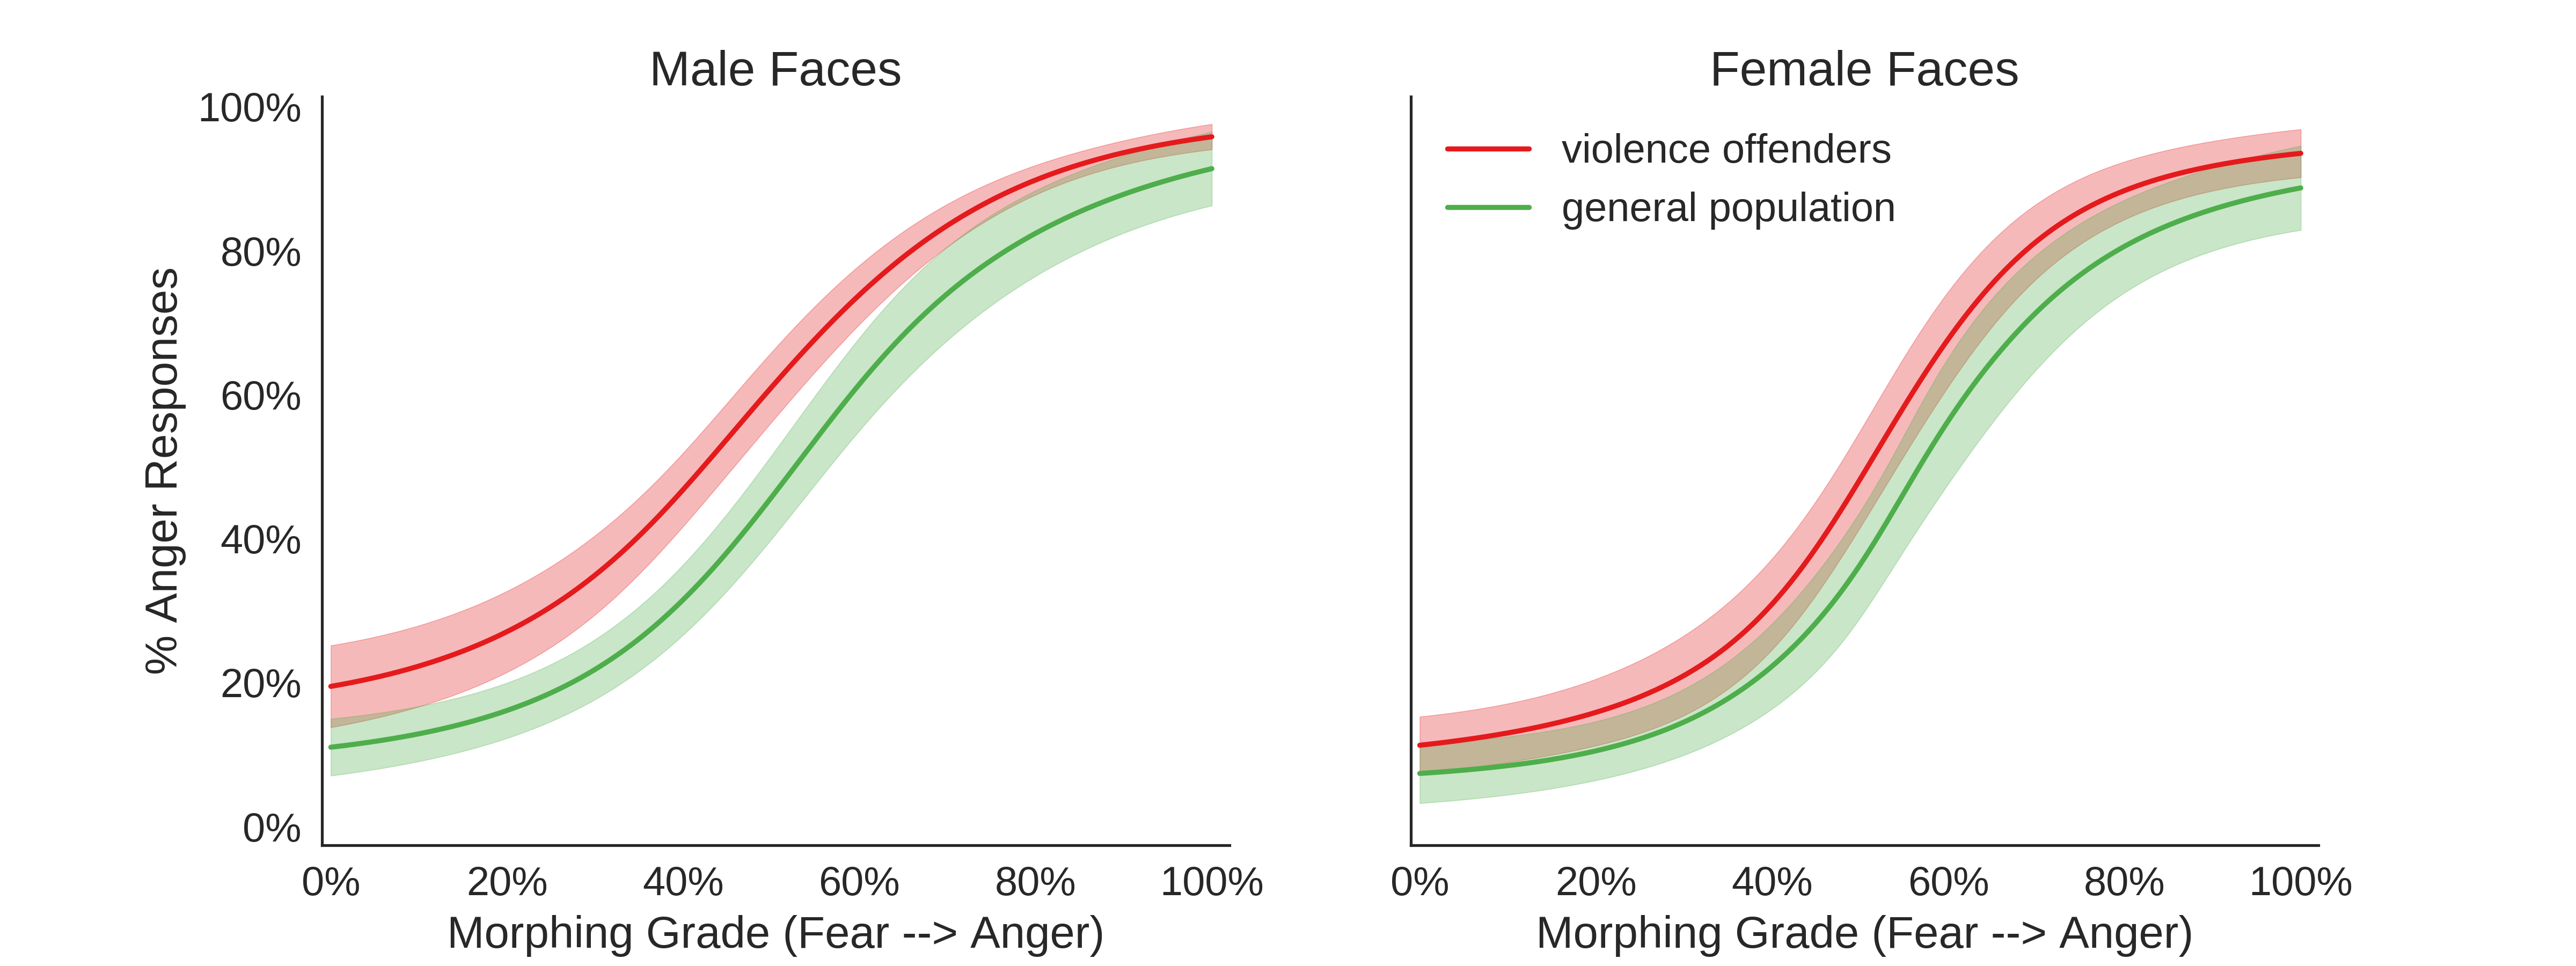 Male Faces
100%
80%
60%
40%
20%
0%
% Anger Responses
0% 20% 40% 60% 80% 100%
Morphing Grade (Fear --> Anger)
Female Faces
violence offenders
general population
0% 20% 40% 60% 80% 100%
Morphing Grade (Fear --> Anger)